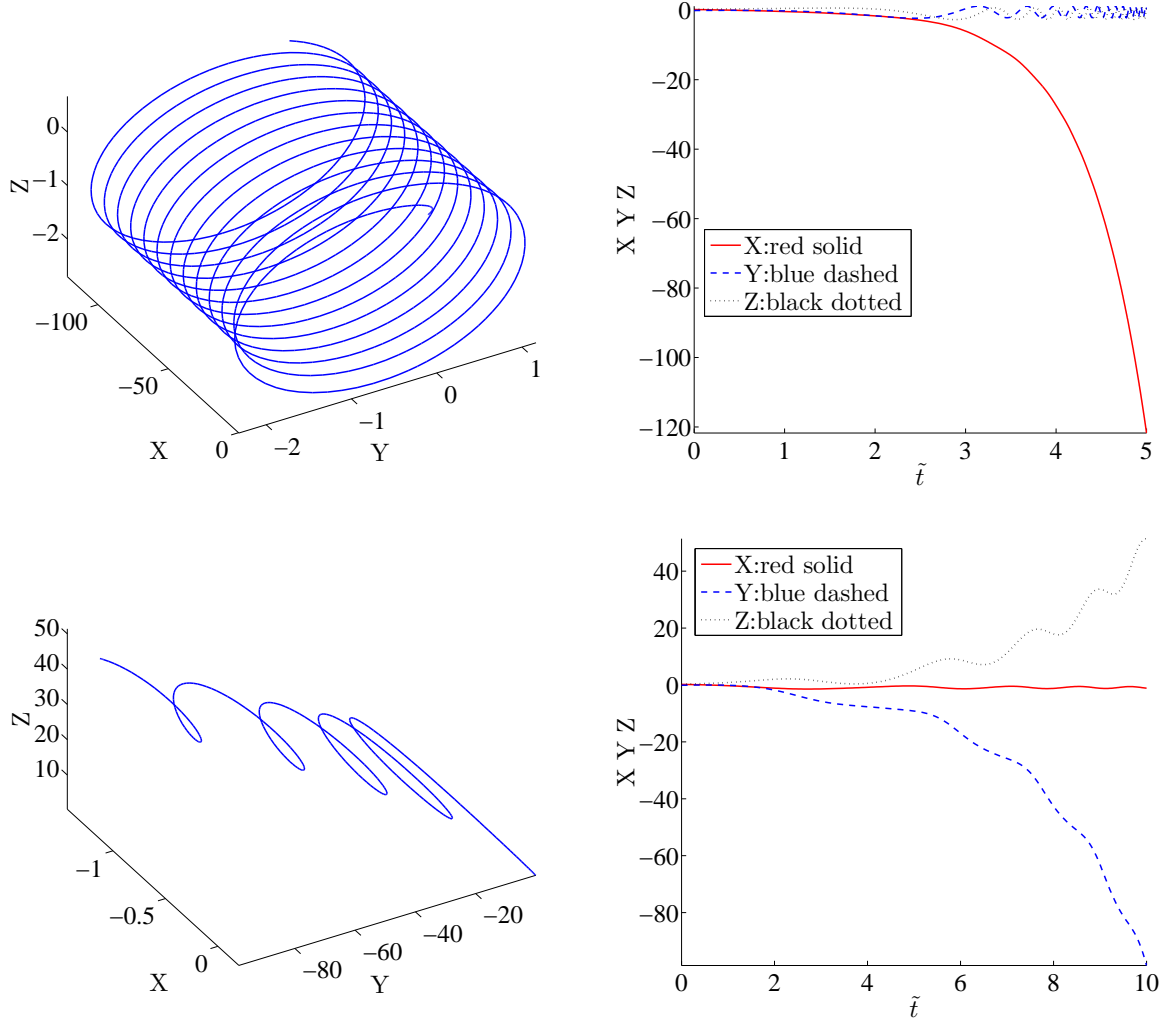 0
−1
−2
Z
−100
−50
0
X
−2
−1
0
1
Y
0
−20
−40
−60
−80
−100
−120
X Y Z
X:red solid
Y:blue dashed
Z:black dotted
0 1 2 3 4 5
t̃
50
40
30
20
10
Z
−1
−0.5
0
X
−80
−60
−40
−20
Y
40
20
0
−20
−40
−60
−80
X Y Z
X:red solid
Y:blue dashed
Z:black dotted
0 2 4 6 8 10
t̃